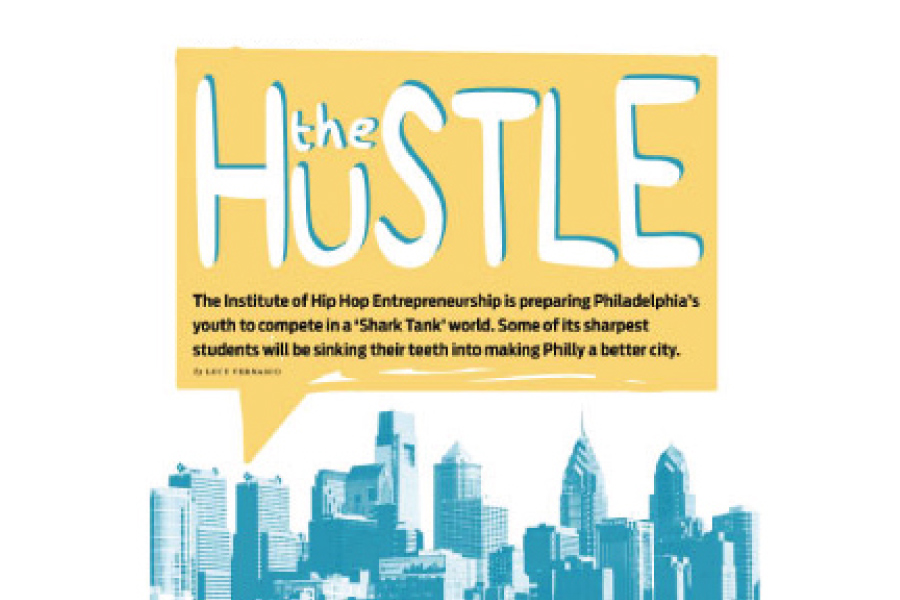 the
HuSTLE
The Institute of Hip Hop Entrepreneurship is preparing Philadelphia's
youth to compete in a 'Shark Tank' world. Some of its sharpest
students will be sinking their teeth into making Philly a better city.
By